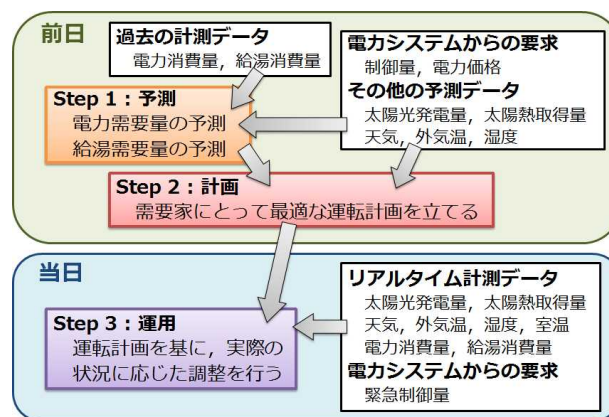 前日
過去の計測データ
電力消費量，給湯消費量
電力システムからの要求
制御量，電力価格
その他の予測データ
太陽光発電量，太陽熱取得量
天気，外気温，湿度
Step 1：予測
電力需要量の予測
給湯需要量の予測
Step 2：計画
需要家にとって最適な運転計画を立てる
当日
リアルタイム計測データ
太陽光発電量，太陽熱取得量
天気，外気温，湿度，室温
電力消費量，給湯消費量
電力システムからの要求
緊急制御量
Step 3：運用
運転計画を基に，実際の
状況に応じた調整を行う